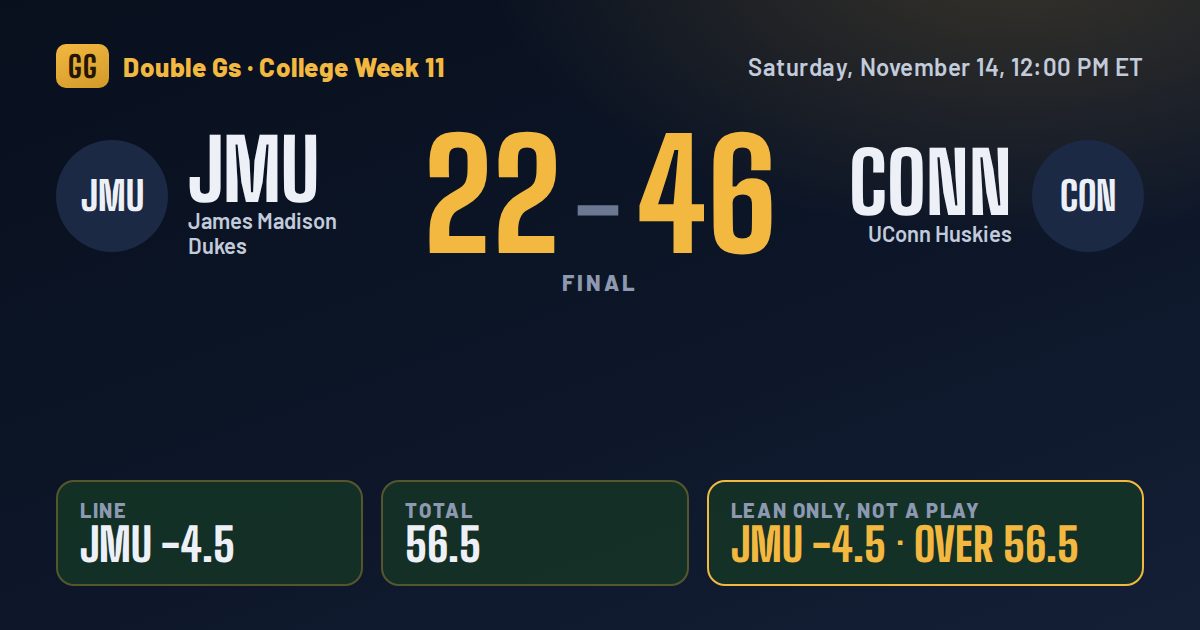 GG Double Gs · College Week 11
Saturday, November 14, 12:00 PM ET
JMU
JMU
James Madison
Dukes
22 – 46
FINAL
CONN
UConn Huskies
CON
LINE
JMU −4.5
TOTAL
56.5
LEAN ONLY, NOT A PLAY
JMU −4.5 · OVER 56.5